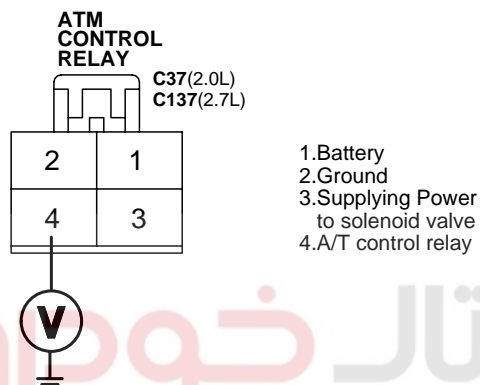 ATM
CONTROL
RELAY
C37(2.0L)
C137(2.7L)
2 1
4 3
V
1.Battery
2.Ground
3.Supplying Power
to solenoid valve
4.A/T control relay